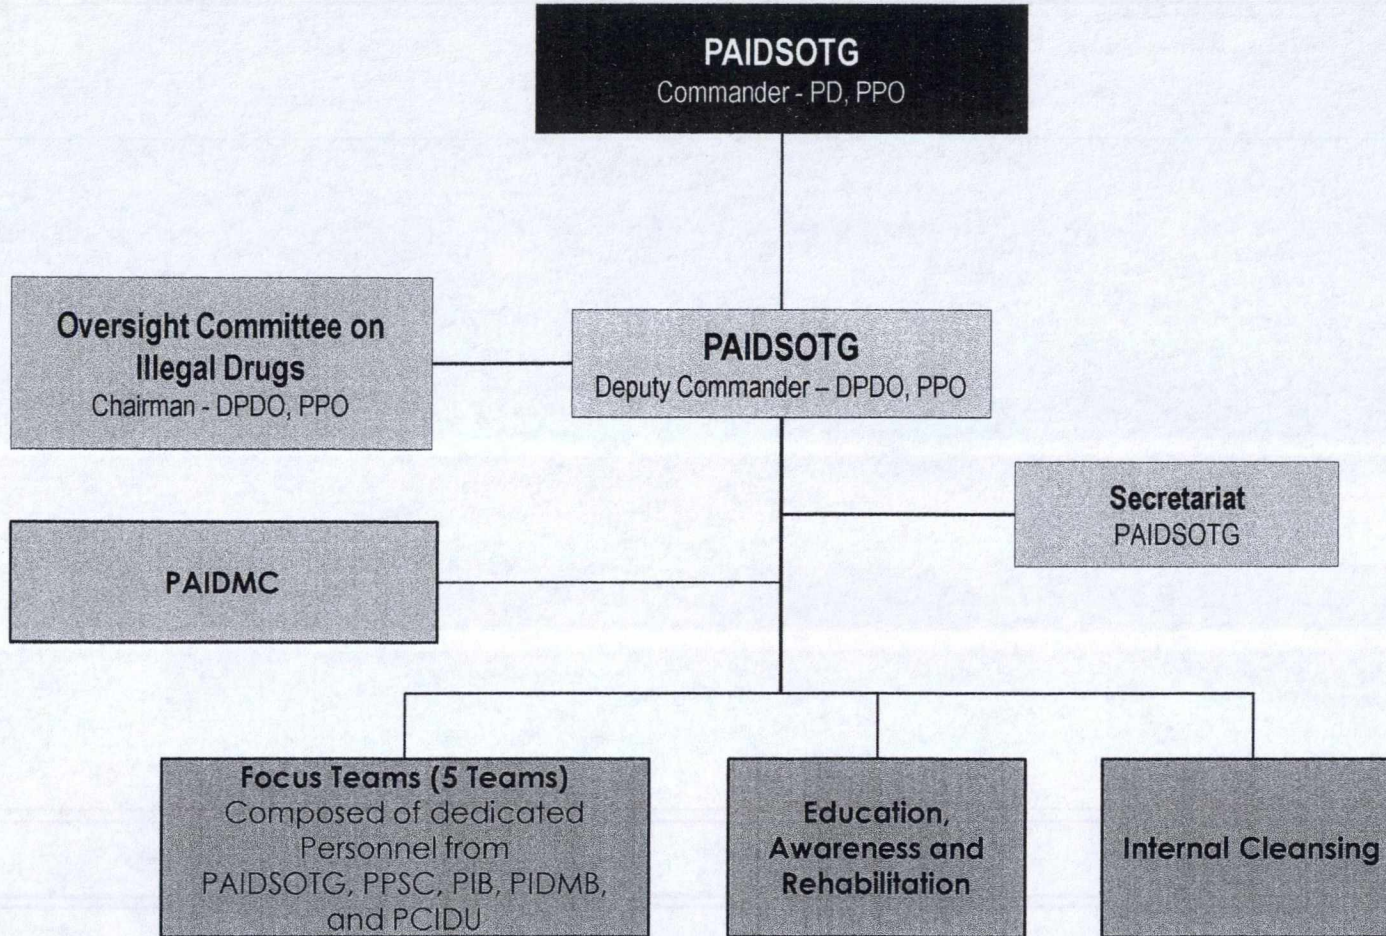 PAIDSOTG
Commander - PD, PPO
Oversight Committee on
Illegal Drugs
Chairman - DPDO, PPO
PAIDSOTG
Deputy Commander – DPDO, PPO
Secretariat
PAIDSOTG
PAIDMC
Focus Teams (5 Teams)
Composed of dedicated
Personnel from
PAIDSOTG, PPSC, PIB, PIDMB,
and PCIDU
Education,
Awareness and
Rehabilitation
Internal Cleansing